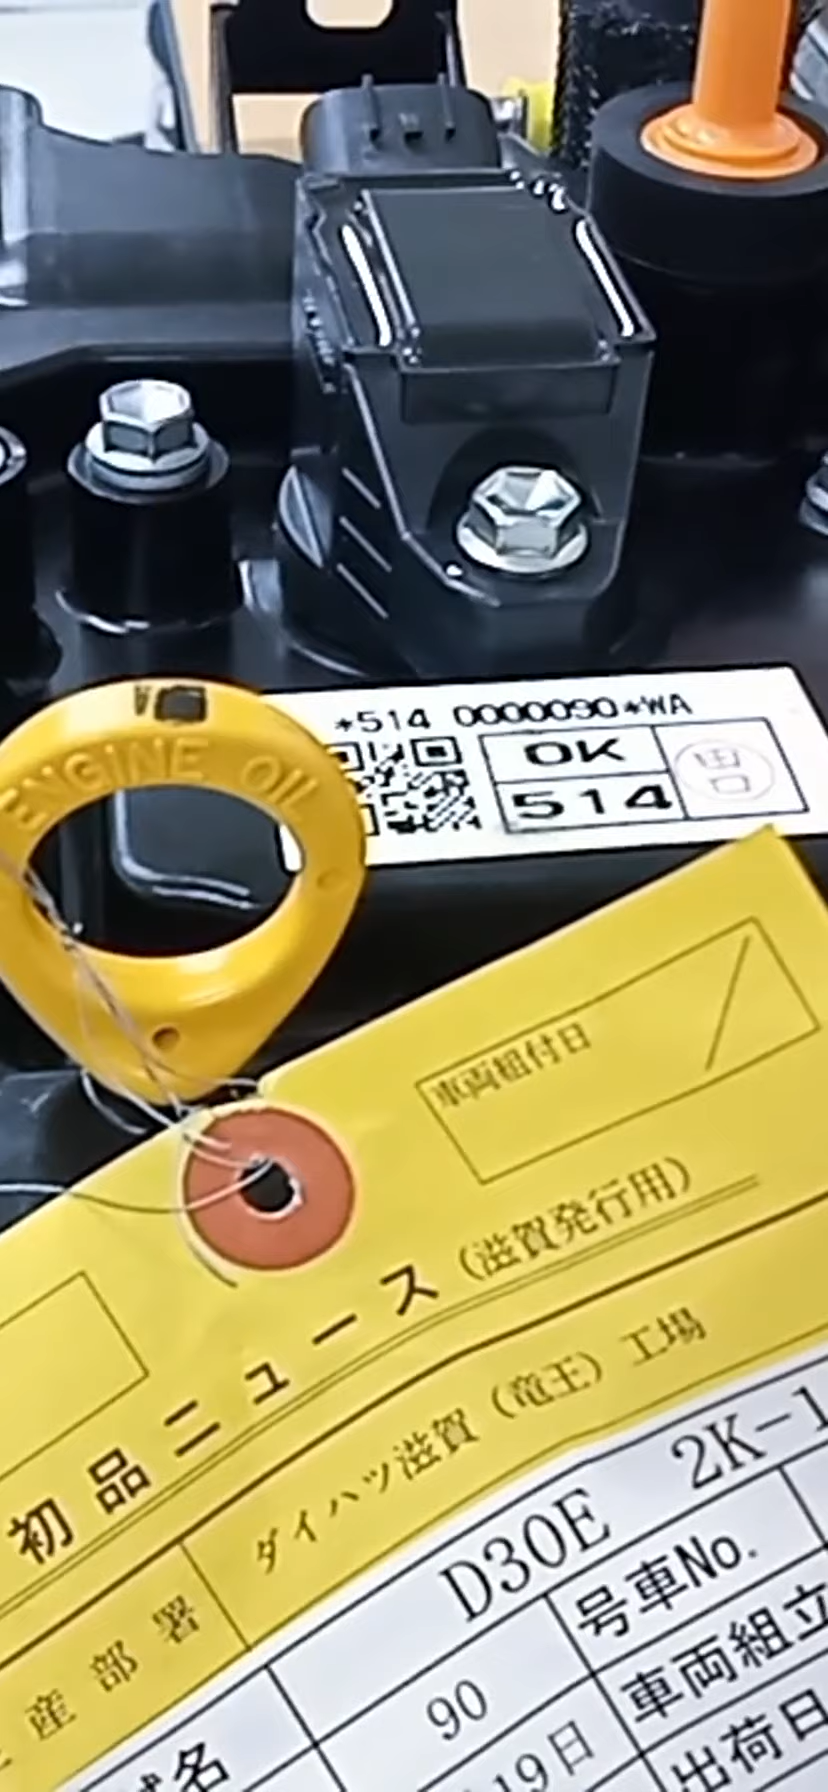 *514 0000090*WA
OK
514
ENGINE OIL
車両組付日
初品ニュース(滋賀発行用)
産部署
ダイハツ滋賀(竜王)工場
D30E 2K-1
名
90
号車No.
19日
車両組立
出荷日